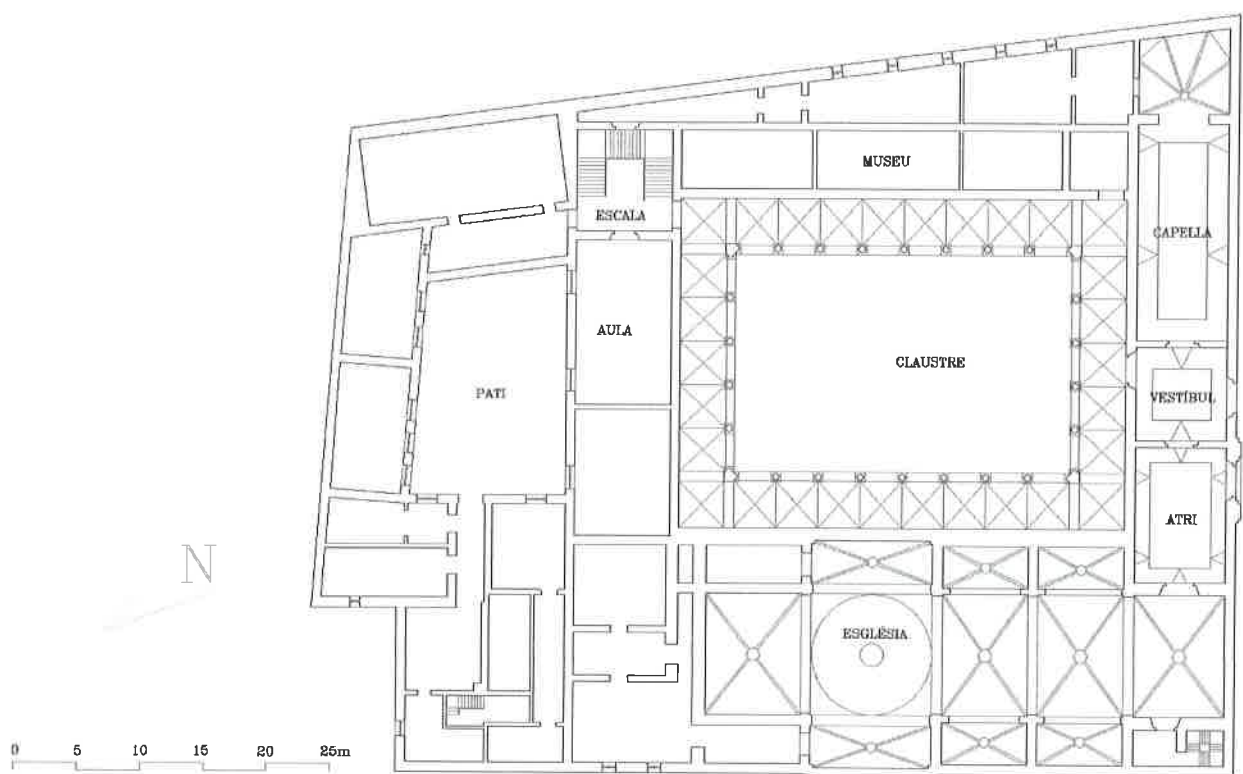 MUSEU
ESCALA
CAPELLA
AULA
CLAUSTRE
PATI
VESTÍBUL
ATRI
N
ESGLÉSIA
0 5 10 15 20 25m